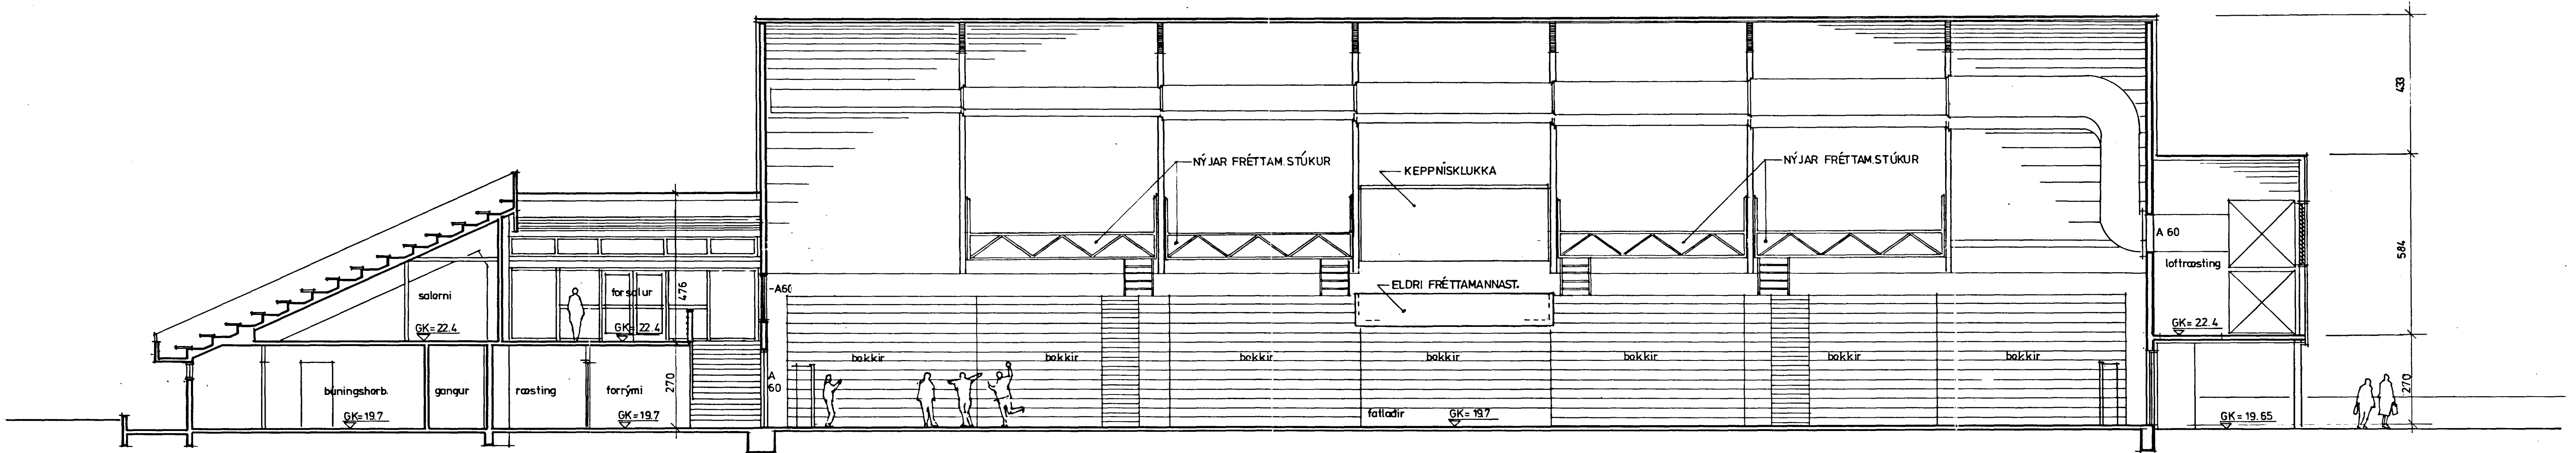 433
NÝJAR FRÉTTAM. STÚKUR
KEPPNISKLUKKA
NÝJAR FRÉTTAM. STÚKUR
A 60
584
loftræsting
salerni
forsalur
476
-A60
ELDRI FRÉTTAMANNAST.
GK= 22.4
GK= 22.4
GK= 22.4
bekkir
bekkir
bekkir
bekkir
bekkir
bekkir
bekkir
búningsherb.
gangur
ræsting
forrými
270
A
60
270
GK=19.7
GK=19.7
fatlaðir
GK= 19.7
GK= 19.65